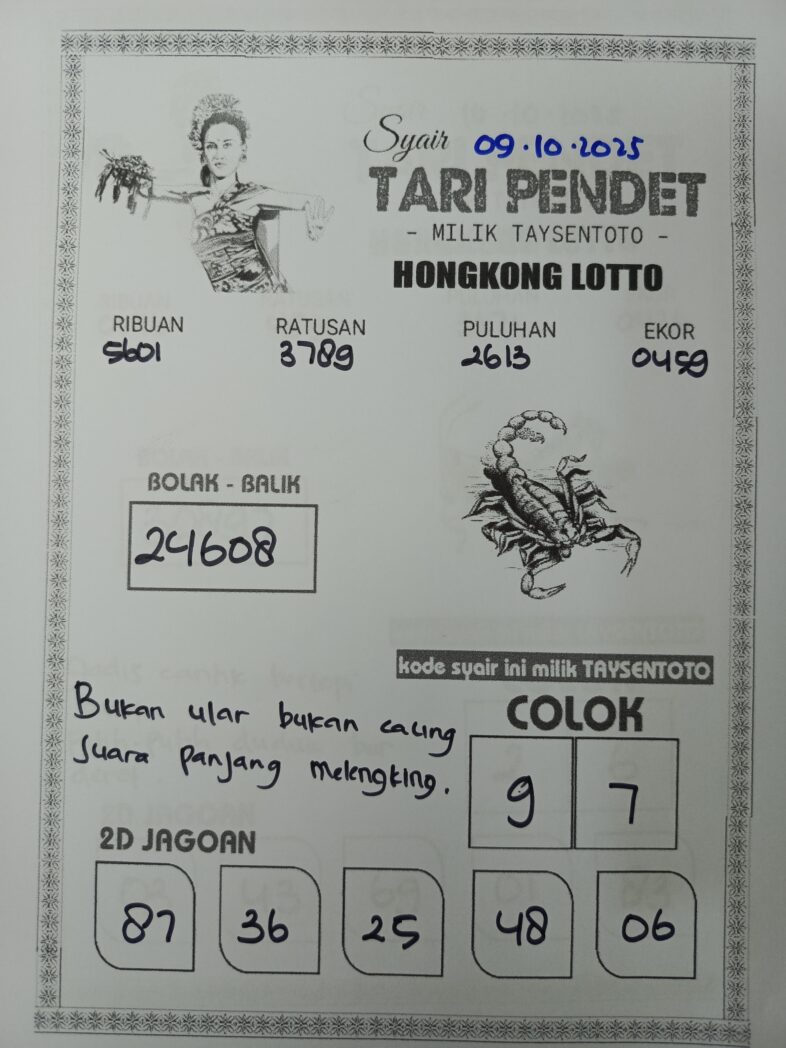 Syair 09.10.2025
TARI PENDET
- MILIK TAYSENTOTO -
HONGKONG LOTTO
RIBUAN RATUSAN PULUHAN EKOR
5601 3789 2613 0459
BOLAK - BALIK
24608
kode syair ini milik TAYSENTOTO
Bukan ular bukan cacing
Suara panjang melengking.
COLOK
9 7
2D JAGOAN
87 36 25 48 06